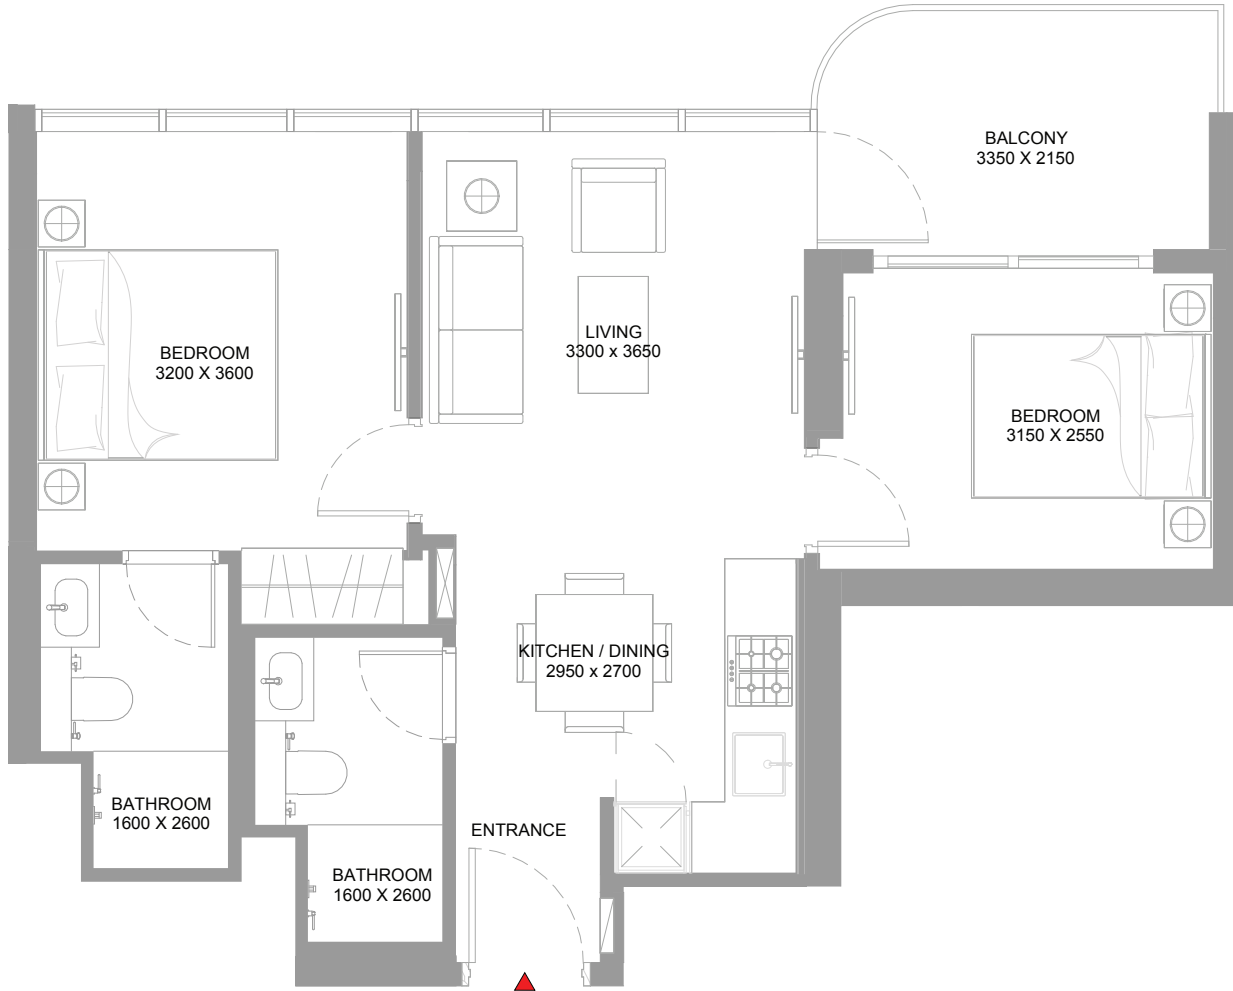 BALCONY
3350 X 2150
LIVING
3300 x 3650
BEDROOM
3200 X 3600
BEDROOM
3150 X 2550
KITCHEN / DINING
2950 x 2700
BATHROOM
1600 X 2600
ENTRANCE
BATHROOM
1600 X 2600